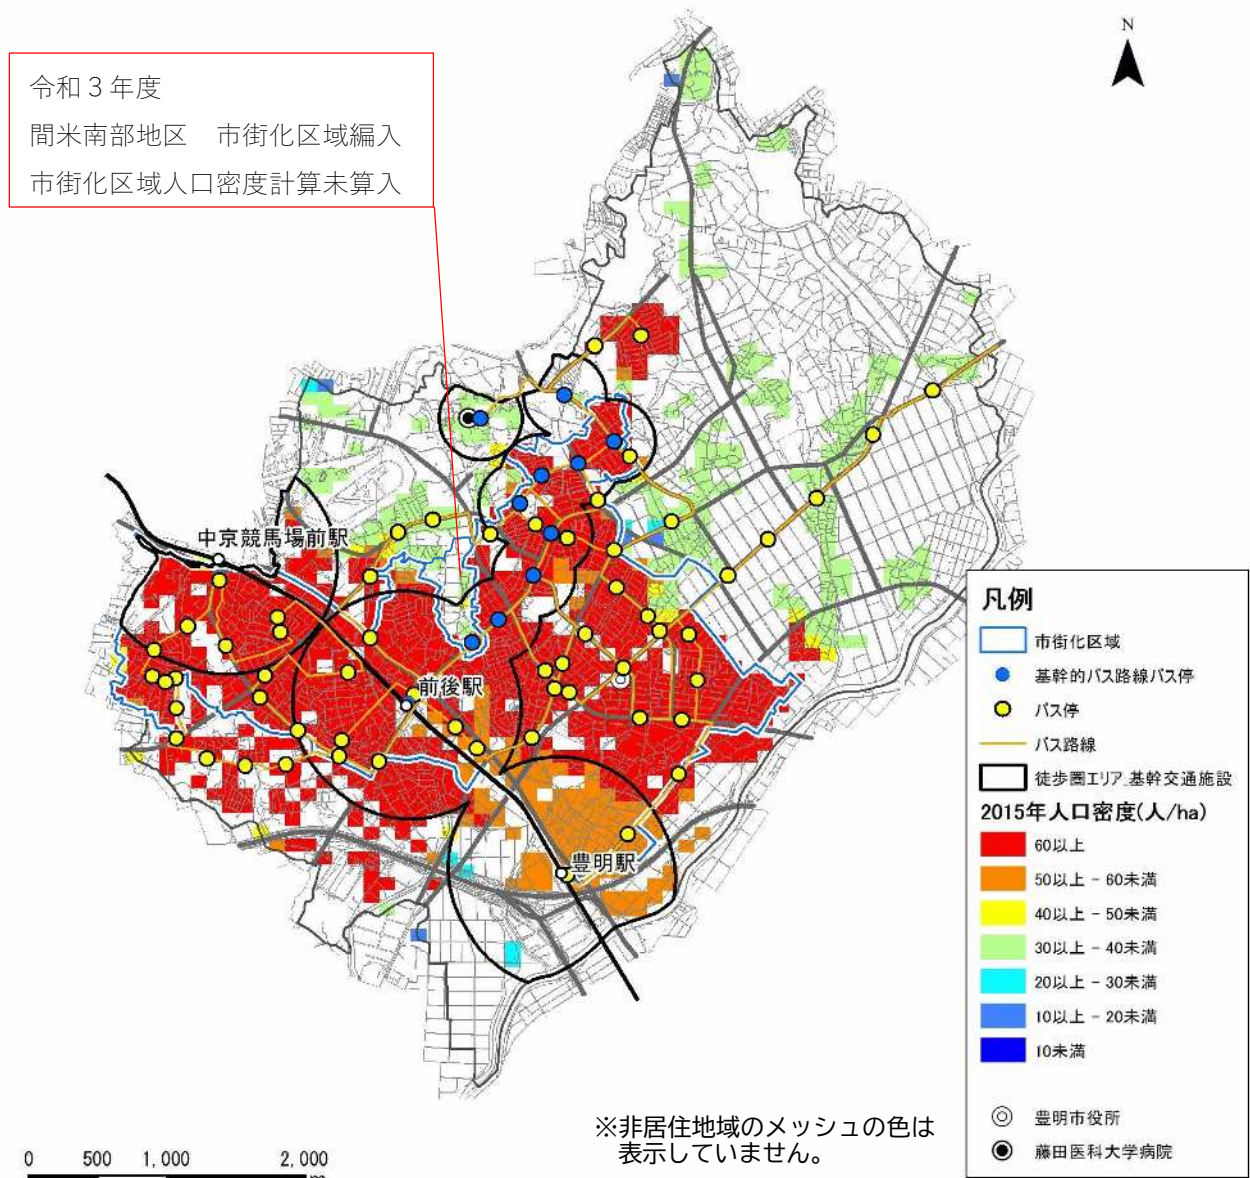 N
令和３年度
間米南部地区　市街化区域編入
市街化区域人口密度計算未算入
中京競馬場前駅
前後駅
豊明駅
凡例
市街化区域
基幹的バス路線バス停
バス停
バス路線
徒歩圏エリア_基幹交通施設
2015年人口密度(人/ha)
60以上
50以上 - 60未満
40以上 - 50未満
30以上 - 40未満
20以上 - 30未満
10以上 - 20未満
10未満
豊明市役所
藤田医科大学病院
※非居住地域のメッシュの色は
表示していません。
0 500 1,000 2,000
m